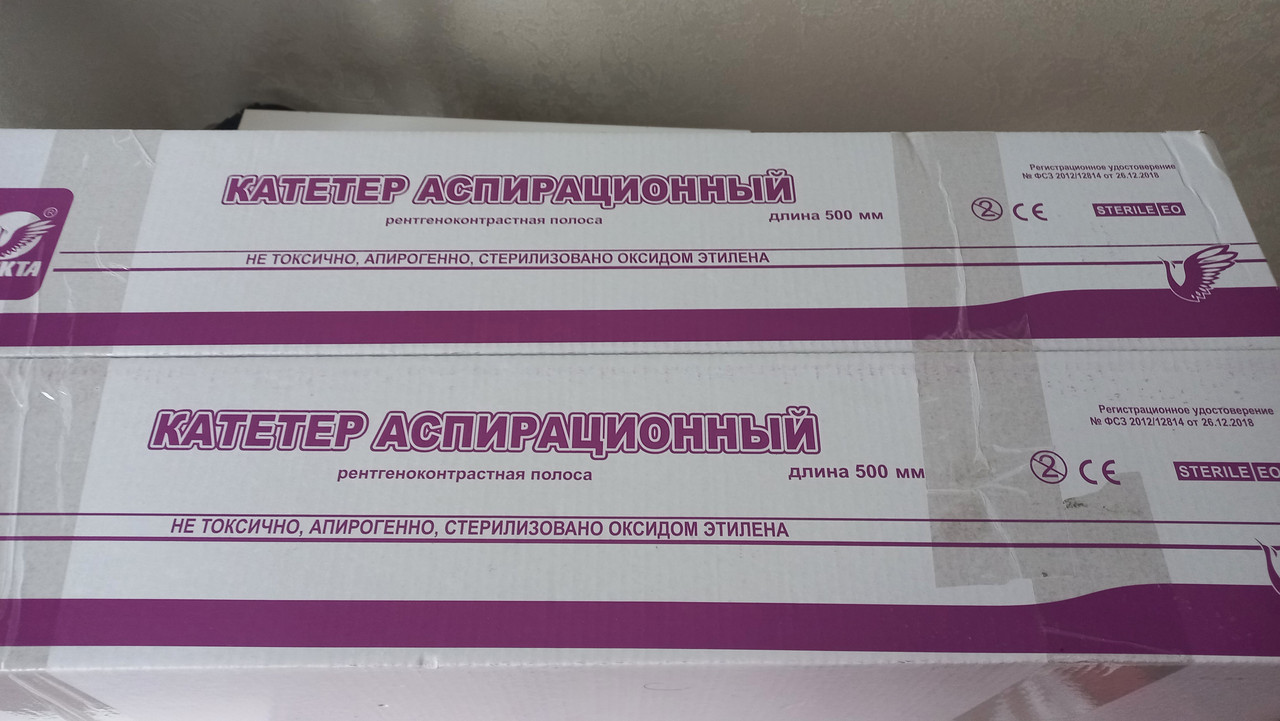 КАТЕТЕР АСПИРАЦИОННЫЙ
рентгеноконтрастная полоса
длина 500 мм
Регистрационное удостоверение
№ ФСЗ 2012/12814 от 26.12.2018
2 CE
STERILE EO
®
КТА
НЕ ТОКСИЧНО, АПИРОГЕННО, СТЕРИЛИЗОВАНО ОКСИДОМ ЭТИЛЕНА
КАТЕТЕР АСПИРАЦИОННЫЙ
рентгеноконтрастная полоса
длина 500 мм
Регистрационное удостоверение
№ ФСЗ 2012/12814 от 26.12.2018
2 CE
STERILE EO
НЕ ТОКСИЧНО, АПИРОГЕННО, СТЕРИЛИЗОВАНО ОКСИДОМ ЭТИЛЕНА